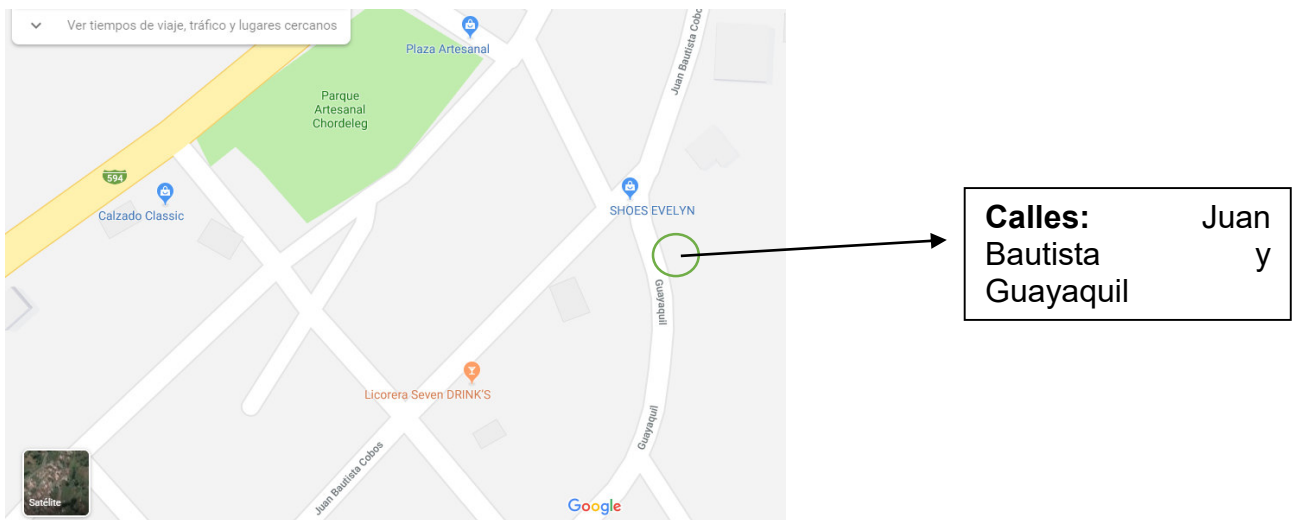 Ver tiempos de viaje, tráfico y lugares cercanos
Plaza Artesanal
Juan Bautista Cobo
Parque
Artesanal
Chordeleg
594
Calzado Classic
SHOES EVELYN
Calles: Juan
Bautista y
Guayaquil
Guayaquil
Licorera Seven DRINK'S
Guayaquil
Juan Bautista Cobos
Satélite
Google